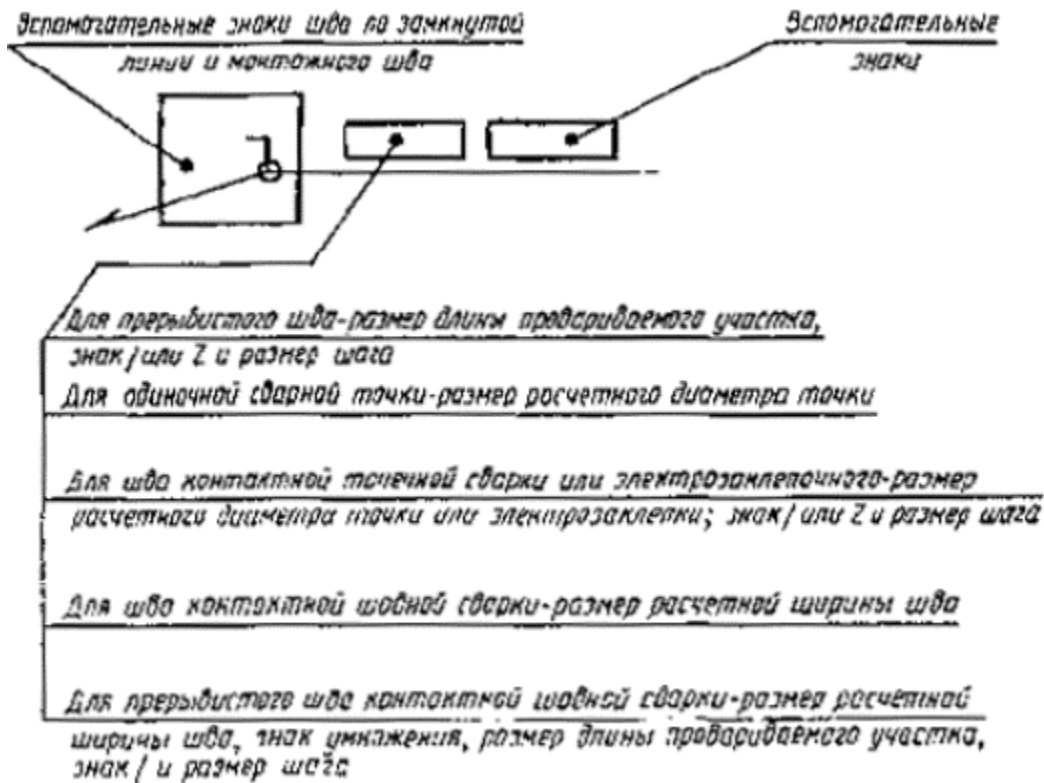 Вспомогательные знаки шва по замкнутой
линии и монтажного шва
Вспомогательные
знаки
Для прерывистого шва-размер длины провариваемого участка,
знак / или Z и размер шага
Для одиночной сварной точки-размер расчетного диаметра точки
Для шва контактной точечной сварки или электрозаклепочного-размер
расчетного диаметра точки или электрозаклепки; знак / или Z и размер шага
Для шва контактной шовной сварки-размер расчетной ширины шва
Для прерывистого шва контактной шовной сварки-размер расчетной
ширины шва, знак умножения, размер длины провариваемого участка,
знак / и размер шага